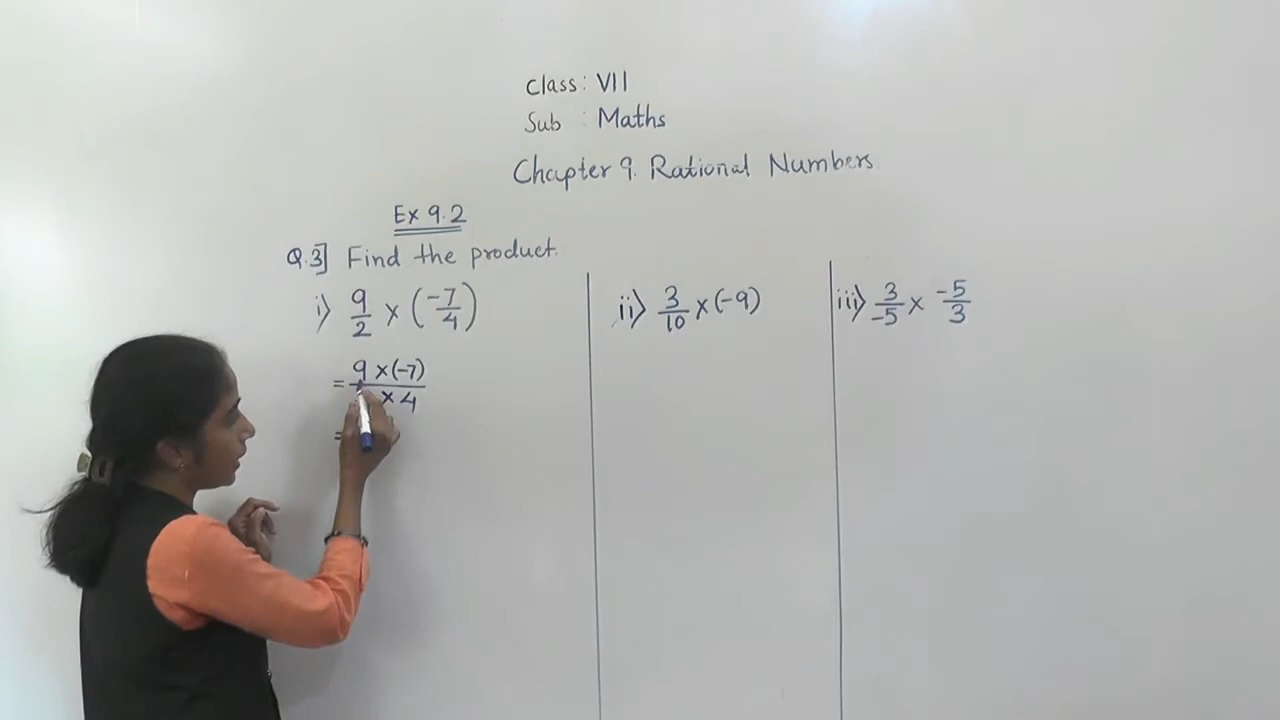 Class: VII
Sub : Maths
Chapter 9. Rational Numbers.
Ex 9.2
Q.3] Find the product.
i) 9/2 × (-7/4)
= 9 × (-7) / × 4
=
ii) 3/10 × (-9)
iii) 3/-5 × -5/3